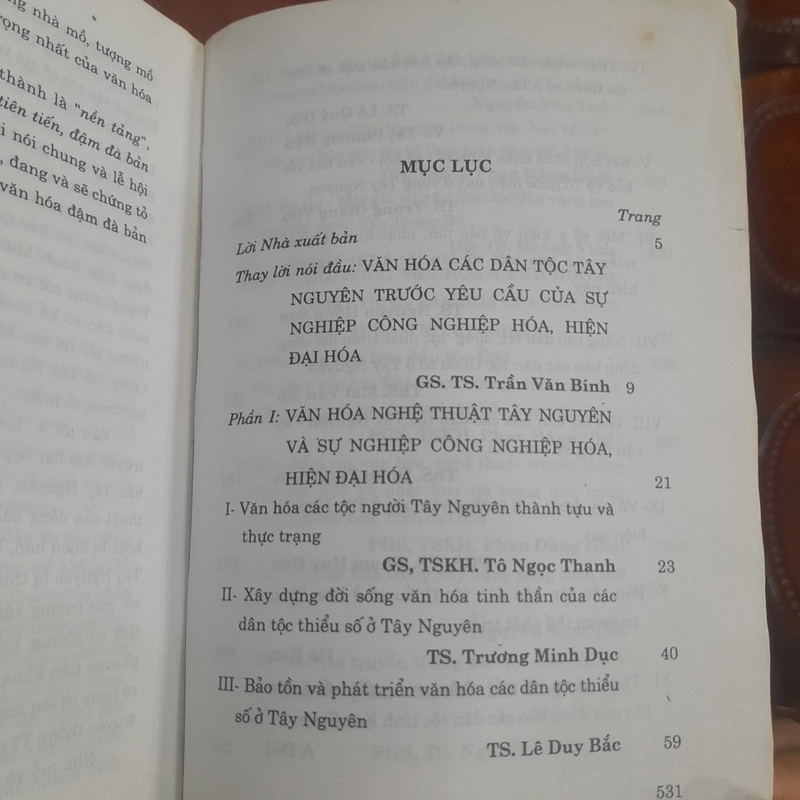 ng nhà mồ, tượng mồ
rọng nhất của văn hóa
thành là "nền tảng",
tiên tiến, đậm đà bản
i nói chung và lễ hội
, đang và sẽ chứng tỏ
văn hóa đậm đà bản
MỤC LỤC
Trang
Lời Nhà xuất bản 5
Thay lời nói đầu: VĂN HÓA CÁC DÂN TỘC TÂY
NGUYÊN TRƯỚC YÊU CẦU CỦA SỰ
NGHIỆP CÔNG NGHIỆP HÓA, HIỆN
ĐẠI HÓA
GS. TS. Trần Văn Bính 9
Phần I: VĂN HÓA NGHỆ THUẬT TÂY NGUYÊN
VÀ SỰ NGHIỆP CÔNG NGHIỆP HÓA,
HIỆN ĐẠI HÓA 21
I- Văn hóa các tộc người Tây Nguyên thành tựu và
thực trạng
GS, TSKH. Tô Ngọc Thanh 23
II- Xây dựng đời sống văn hóa tinh thần của các
dân tộc thiểu số ở Tây Nguyên
TS. Trương Minh Dục 40
III- Bảo tồn và phát triển văn hóa các dân tộc thiểu
số ở Tây Nguyên
TS. Lê Duy Bắc 59
531